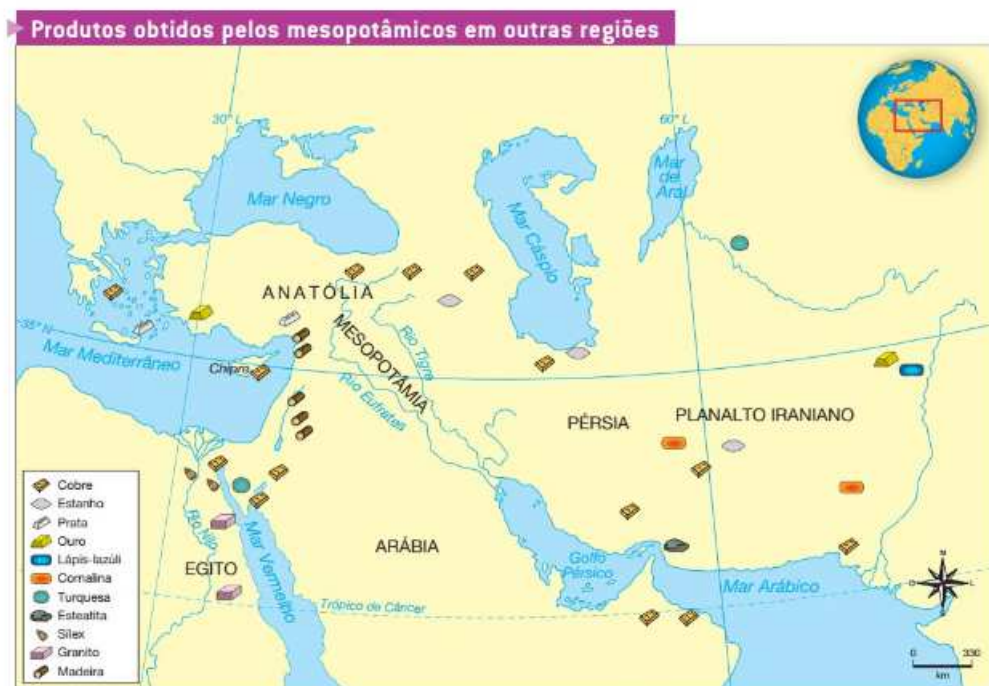 Produtos obtidos pelos mesopotâmicos em outras regiões
30° L
60° L
Mar Negro
Mar Cáspio
Mar de Aral
ANATÓLIA
MESOPOTÂMIA
Rio Tigre
Rio Eufrates
35° N
Mar Mediterrâneo
Chipre
PÉRSIA
PLANALTO IRANIANO
Cobre
Estanho
Prata
Ouro
Lápis-lazúli
Cornalina
Turquesa
Esteatita
Sílex
Granito
Madeira
Rio Nilo
EGITO
Mar Vermelho
ARÁBIA
Golfo Pérsico
Mar Arábico
Trópico de Câncer
N
L
S
O
0 330
km